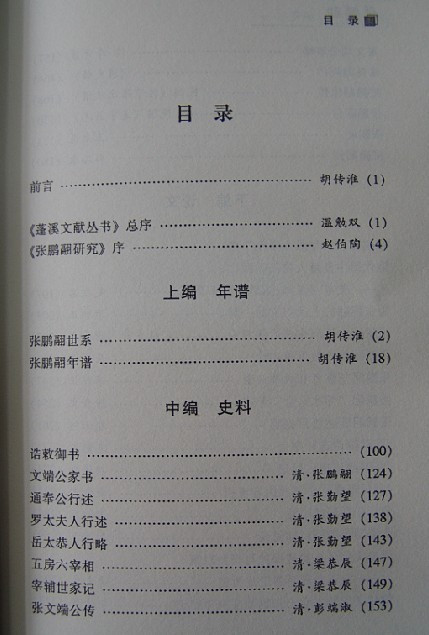 目 录
目 录
前言 …… 胡传淮 (1)
《蓬溪文献丛书》总序 …… 温勉双 (1)
《张鹏翮研究》序 …… 赵伯陶 (4)
上编 年谱
张鹏翮世系 …… 胡传淮 (2)
张鹏翮年谱 …… 胡传淮 (18)
中编 史料
诰敕御书 …… (100)
文端公家书 …… 清·张鹏翮 (124)
通奉公行述 …… 清·张勤望 (127)
罗太夫人行述 …… 清·张勤望 (138)
岳太恭人行略 …… 清·张勤望 (143)
五房六宰相 …… 清·梁恭辰 (147)
宰辅世家记 …… 清·梁恭辰 (149)
张文端公传 …… 清·彭端淑 (153)